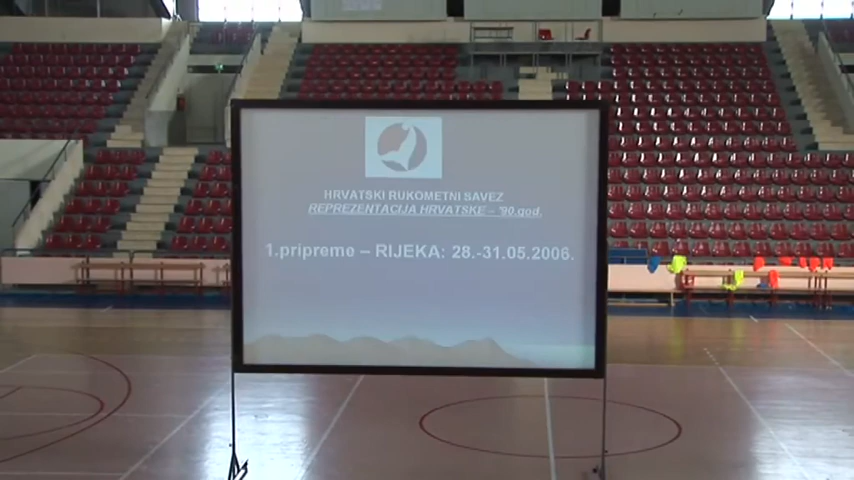 HRVATSKI RUKOMETNI SAVEZ
REPREZENTACIJA HRVATSKE – '90.god.
1.pripreme – RIJEKA: 28.-31.05.2006.